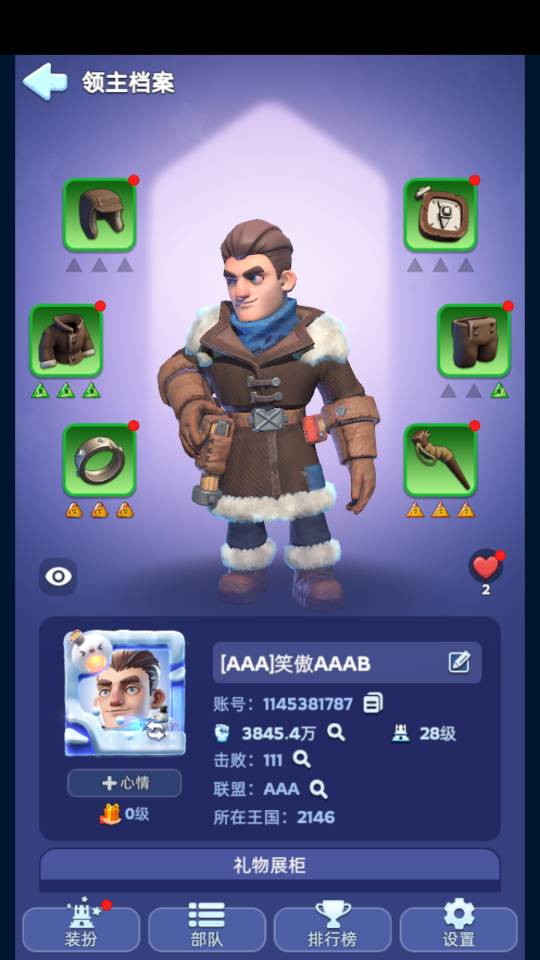 领主档案
2
[AAA]笑傲AAAB
账号：1145381787
3845.4万 28级
击败：111
联盟：AAA
所在王国：2146
心情
0级
礼物展柜
装扮 部队 排行榜 设置